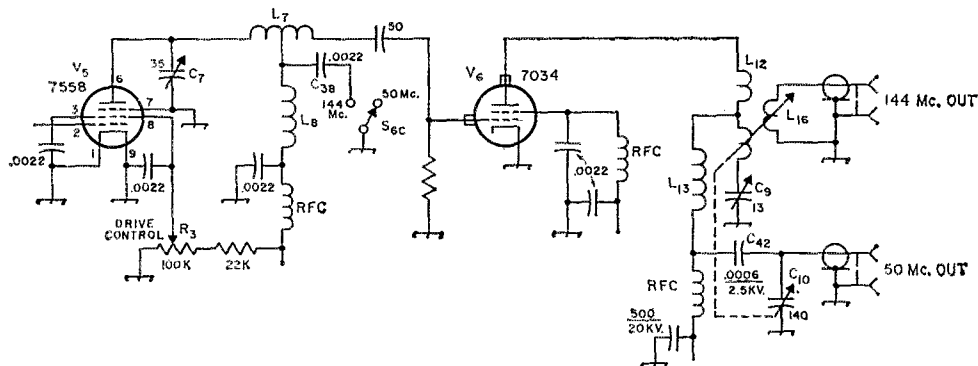 L7
50
V5
7558
35
C7
6
7
8
3
2
1
9
.0022
.0022
.0022
C38
144
Mc.
50 Mc.
S6C
L8
.0022
RFC
DRIVE
CONTROL
R3
100K
22K
V6
7034
.0022
RFC
L12
L16
144 Mc. OUT
L13
C9
13
C42
.0006
2.5KV.
C10
140
50 Mc. OUT
RFC
500
20KV.